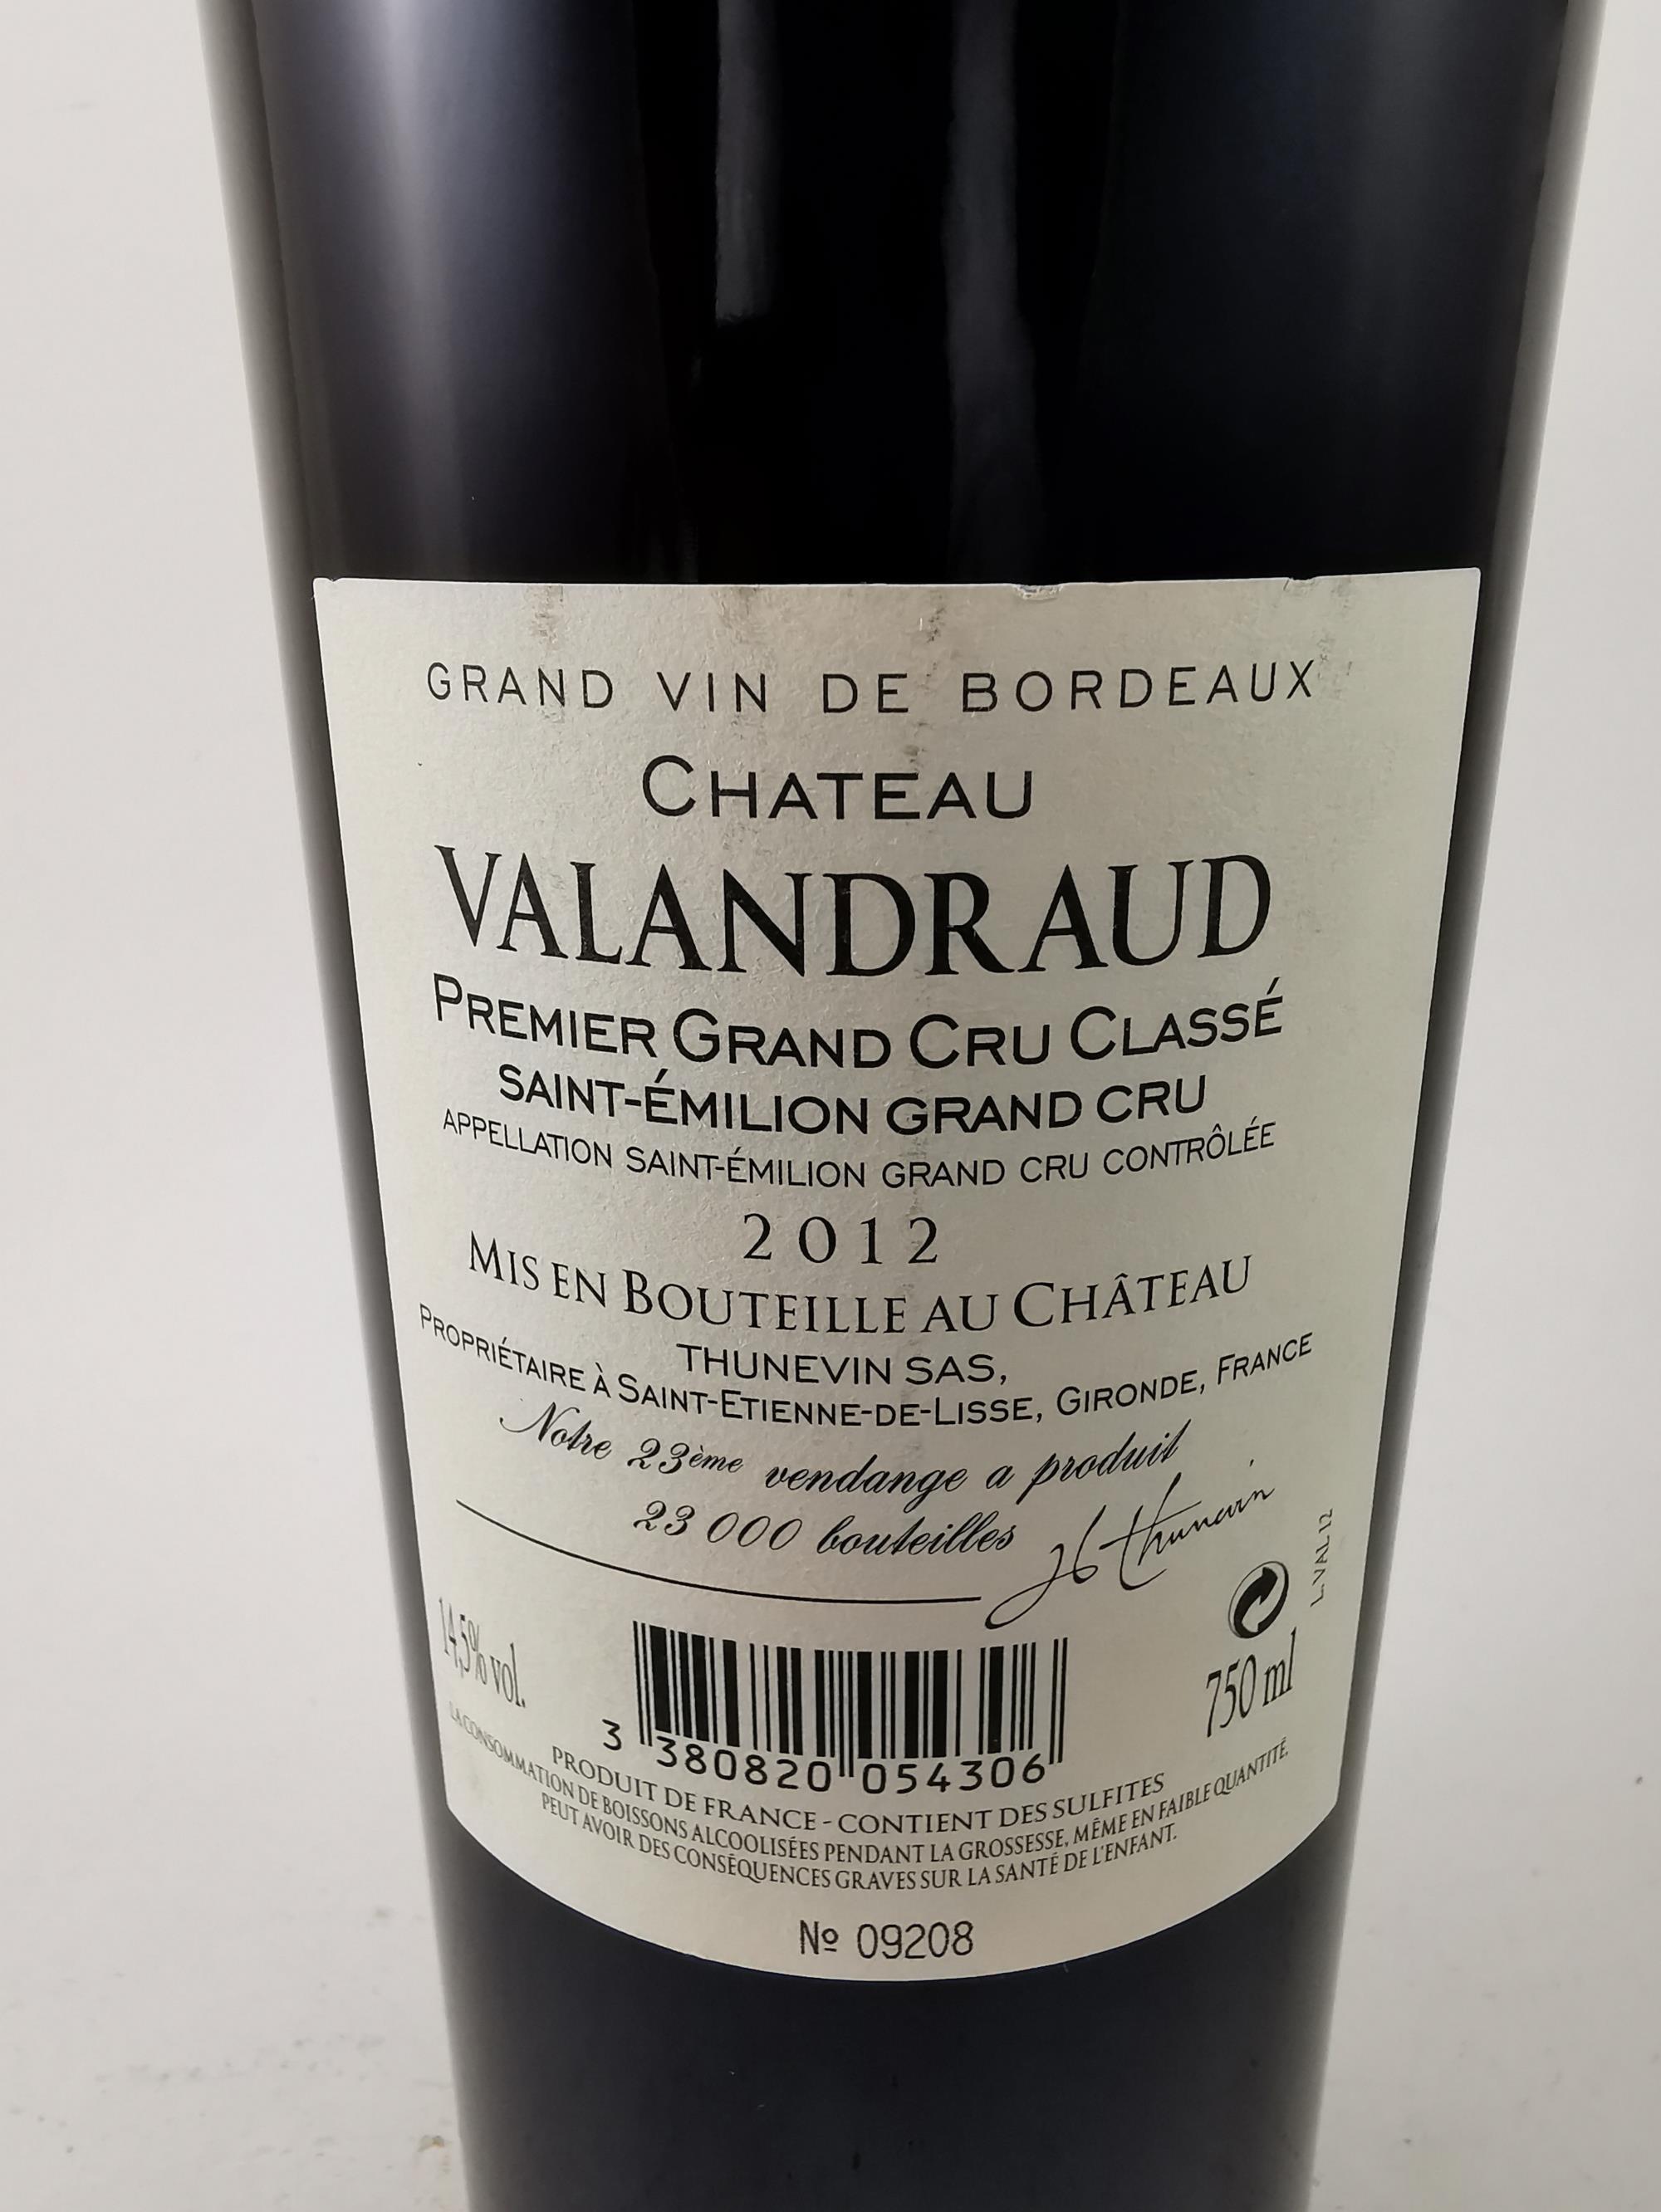 GRAND VIN DE BORDEAUX
CHATEAU
VALANDRAUD
PREMIER GRAND CRU CLASSÉ
SAINT-ÉMILION GRAND CRU
APPELLATION SAINT-ÉMILION GRAND CRU CONTRÔLÉE
2012
MIS EN BOUTEILLE AU CHÂTEAU
THUNEVIN SAS,
PROPRIÉTAIRE À SAINT-ETIENNE-DE-LISSE, GIRONDE, FRANCE
Notre 23ème vendange a produit
23 000 bouteilles
Thunevin
L.VAL 12
14,5% vol.
750 ml
3 380820 054306
PRODUIT DE FRANCE - CONTIENT DES SULFITES
LA CONSOMMATION DE BOISSONS ALCOOLISÉES PENDANT LA GROSSESSE, MÊME EN FAIBLE QUANTITÉ,
PEUT AVOIR DES CONSÉQUENCES GRAVES SUR LA SANTÉ DE L'ENFANT.
Nº 09208